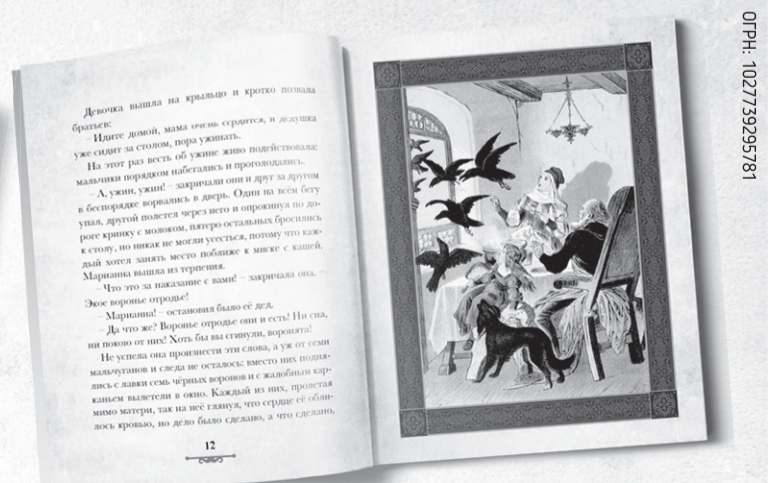 Девочка вышла на крыльцо и кротко позвала
братьев:
– Идите домой, мама очень сердится, и дедушка
уже сидит за столом, пора ужинать.
На этот раз весть об ужине живо подействовала:
мальчики порядком набегались и проголодались.
– А, ужин, ужин! – закричали они и друг за другом
в беспорядке ворвались в дверь. Один на всём бегу
упал, другой полетел через него и опрокинул по до-
роге кринку с молоком, пятеро остальных бросились
к столу, но никак не могли усесться, потому что каж-
дый хотел занять место поближе к миске с кашей.
Марианна вышла из терпения.
– Что это за наказание с вами! – закричала она. –
Экое воронье отродье!
– Марианна! – остановил было её дед.
– Да что же? Воронье отродье они и есть! Ни сна,
ни покою от них! Хоть бы вы сгинули, воронята!
Не успела она произнести эти слова, а уж от семи
мальчуганов и следа не осталось: вместо них подня-
лись с лавки семь чёрных воронов и с жалобным кар-
каньем вылетели в окно. Каждый из них, пролетая
мимо матери, так на неё глянул, что сердце её обли-
лось кровью, но дело было сделано, а что сделано,
12
ОГРН: 1027739295781